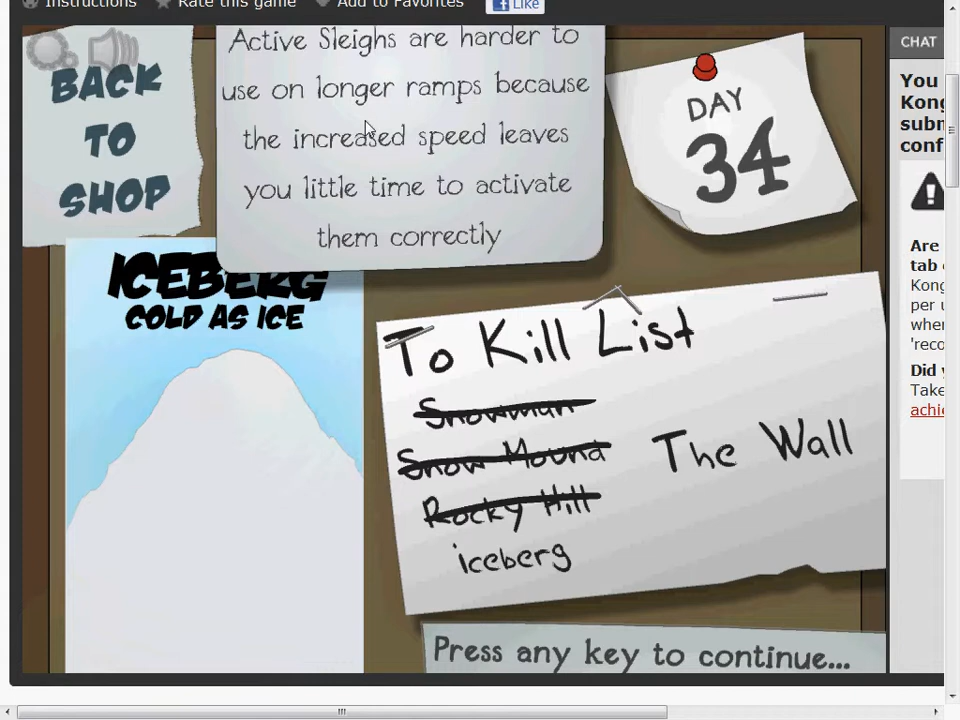 Instructions
Rate this game
Add to Favorites
Like
BACK
TO
SHOP
Active Sleighs are harder to
use on longer ramps because
the increased speed leaves
you little time to activate
them correctly
DAY
34
CHAT
You
Kong
subm
conf
Are
tab
Kong
per u
wher
'reco
Did y
Take
achie
ICEBERG
COLD AS ICE
To Kill List
Snowman
Snow Mound
Rocky Hill
iceberg
The Wall
Press any key to continue...